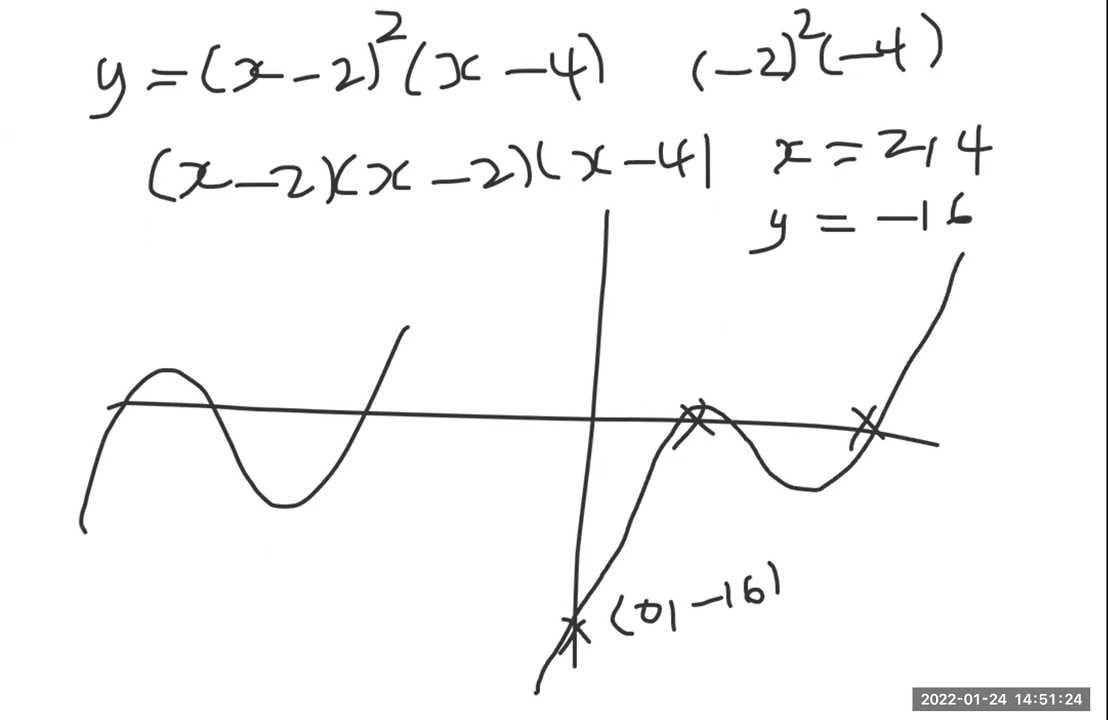 y = (x - 2)²(x - 4) (-2)²(-4)
(x - 2)(x - 2)(x - 4) x = 2, 4
y = -16
(0, -16)
2022-01-24 14:51:24